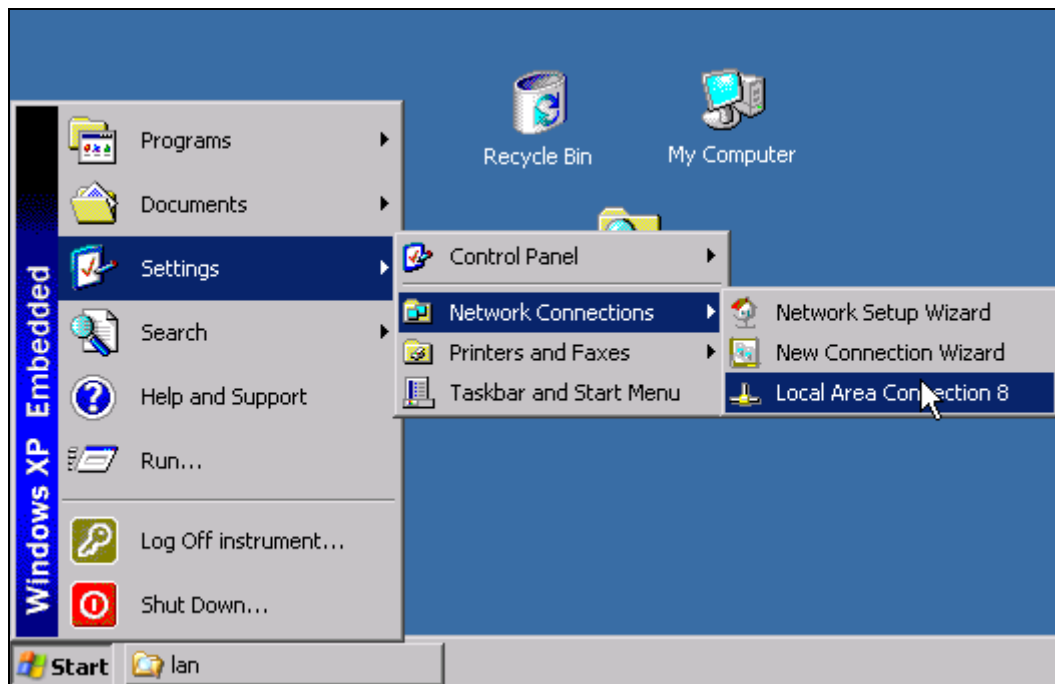 Recycle Bin
My Computer
Programs
Documents
Settings
Search
Help and Support
Run...
Log Off instrument...
Shut Down...
Windows XP Embedded
Control Panel
Network Connections
Printers and Faxes
Taskbar and Start Menu
Network Setup Wizard
New Connection Wizard
Local Area Connection 8
Start
lan